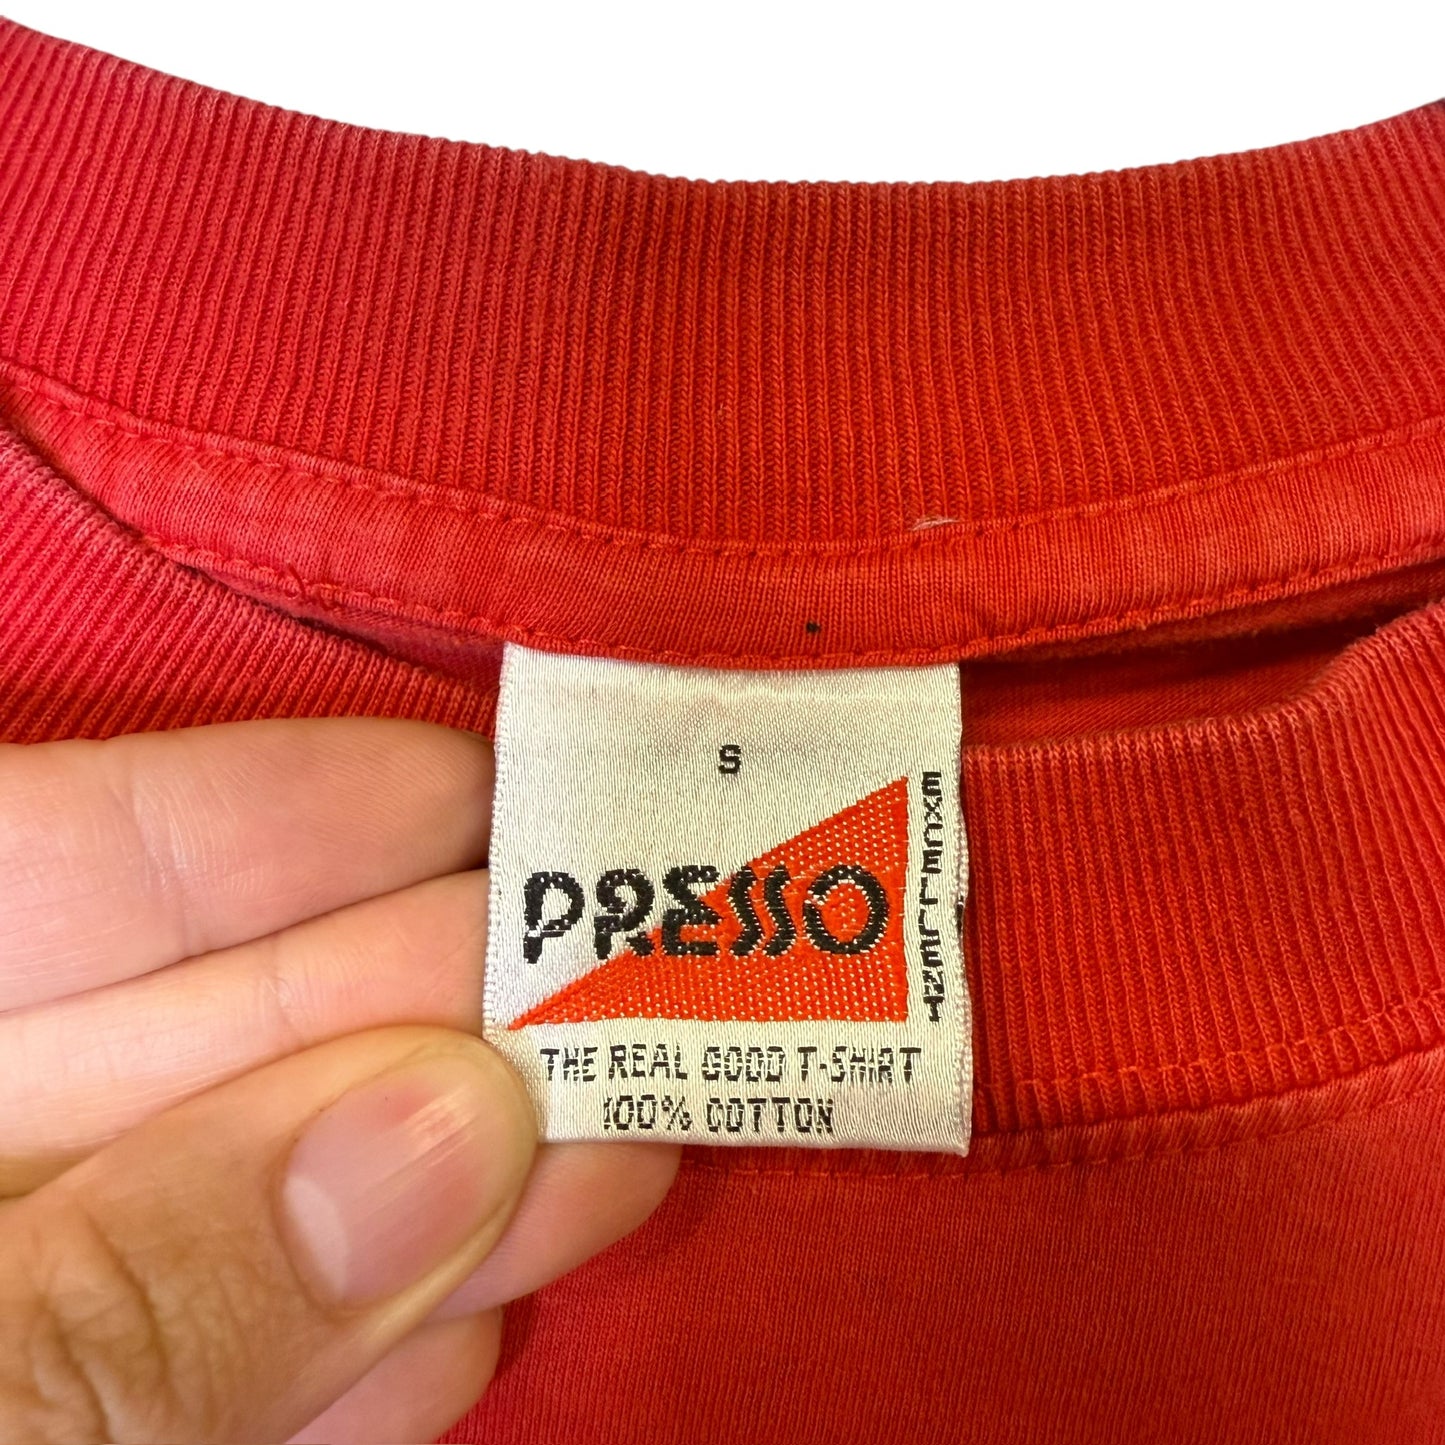 S
PRESSO
EXCELLENT
THE REAL GOOD T-SHIRT
100% COTTON